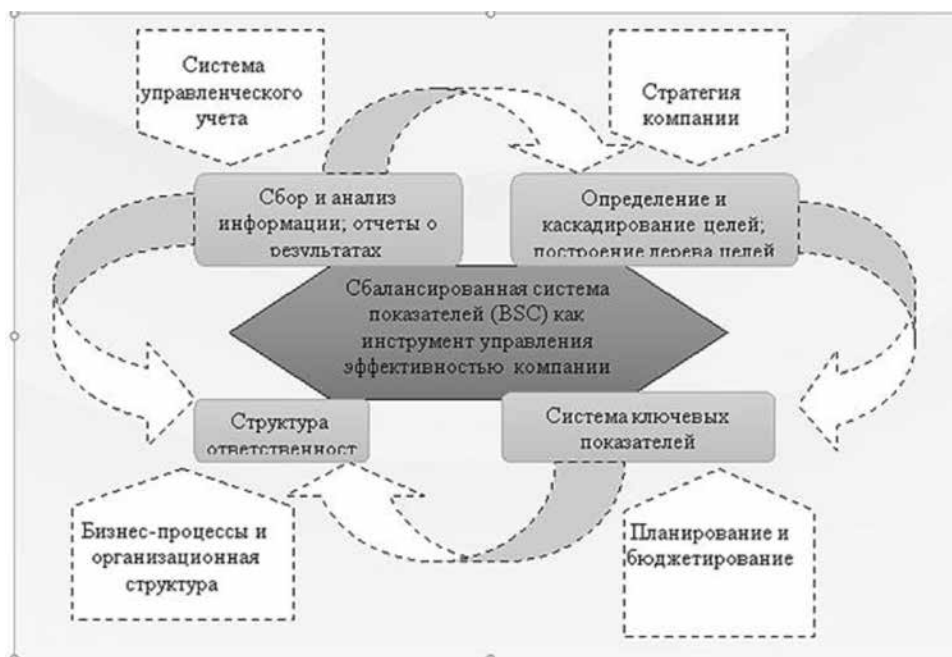 Система
управленческого
учета
Стратегия
компании
Сбор и анализ
информации; отчеты о
результатах
Определение и
каскадирование целей;
построение дерева целей
Сбалансированная система
показателей (BSC) как
инструмент управления
эффективностью компании
Структура
ответственност
Система ключевых
показателей
Бизнес-процессы и
организационная
структура
Планирование и
бюджетирование